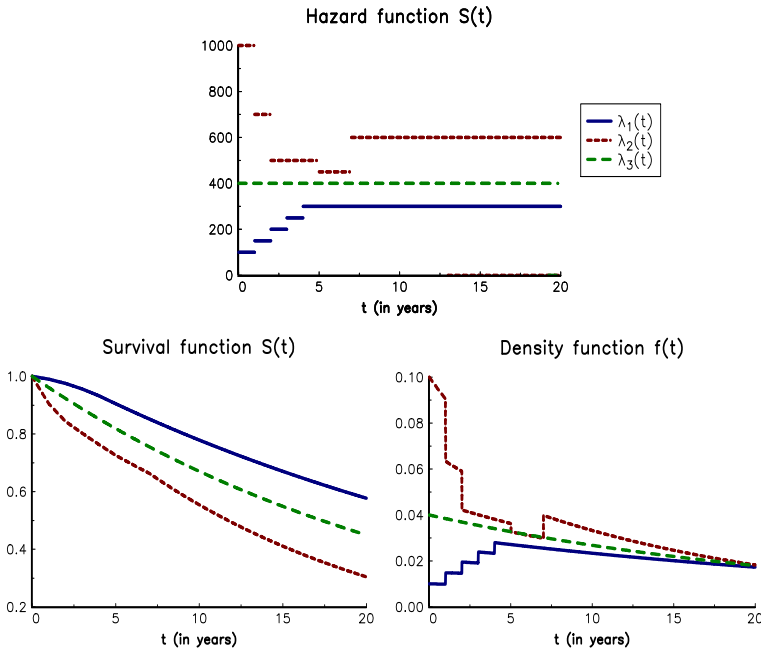 Hazard function S(t)
1000
800
600
400
200
0
0 5 10 15 20
t (in years)
λ1(t)
λ2(t)
λ3(t)
Survival function S(t)
1.0
0.8
0.6
0.4
0.2
0 5 10 15 20
t (in years)
Density function f(t)
0.10
0.08
0.06
0.04
0.02
0.00
0 5 10 15 20
t (in years)